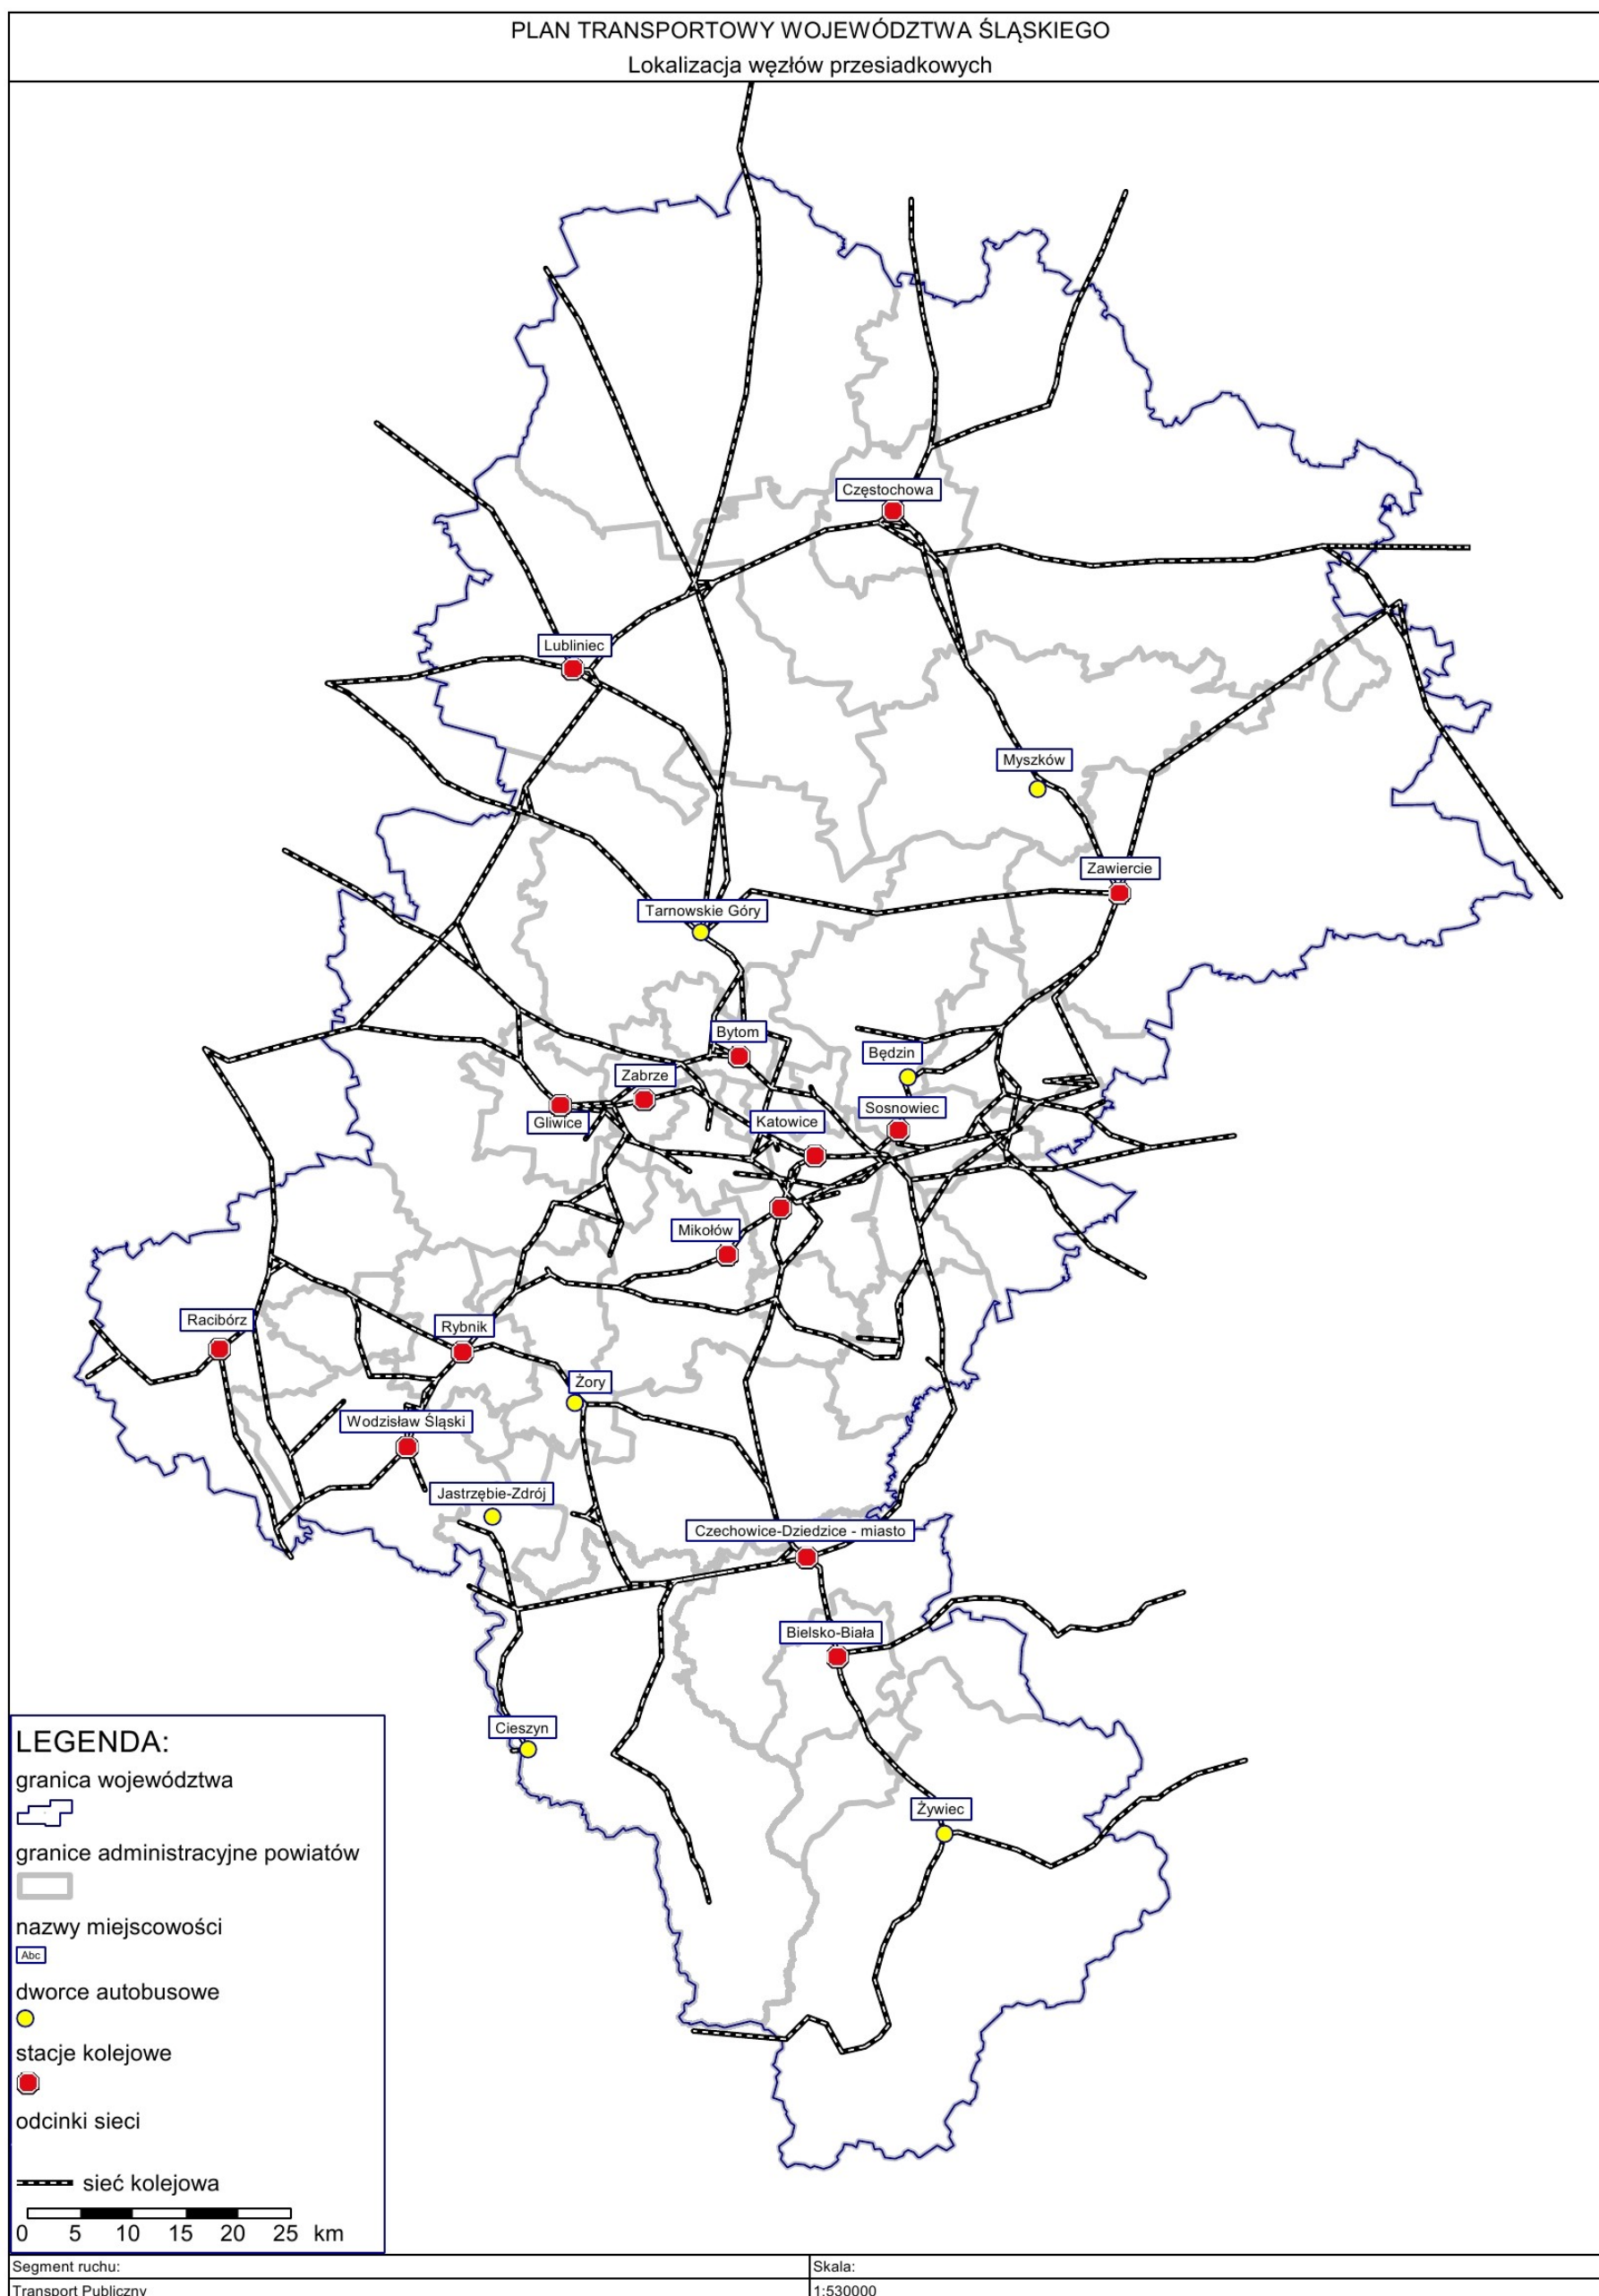 PLAN TRANSPORTOWY WOJEWÓDZTWA ŚLĄSKIEGO
Lokalizacja węzłów przesiadkowych
Częstochowa
Lubliniec
Myszków
Zawiercie
Tarnowskie Góry
Bytom
Będzin
Zabrze
Sosnowiec
Gliwice
Katowice
Mikołów
Racibórz
Rybnik
Żory
Wodzisław Śląski
Jastrzębie-Zdrój
Czechowice-Dziedzice - miasto
Bielsko-Biała
Cieszyn
Żywiec
LEGENDA:
granica województwa
granice administracyjne powiatów
nazwy miejscowości
Abc
dworce autobusowe
stacje kolejowe
odcinki sieci
sieć kolejowa
0 5 10 15 20 25 km
Segment ruchu:
Skala:
Transport Publiczny
1:530000